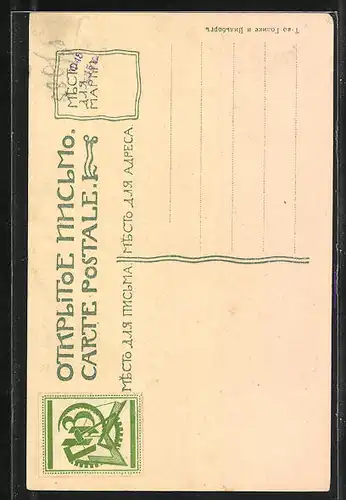 ОТКРЫТОЕ ПИСЬМО.
CARTE POSTALE.
МѢСТО
ДЛЯ
МАРКИ
МѢСТО ДЛЯ ПИСЬМА
МѢСТО ДЛЯ АДРЕСА
Т-во Голике и Вильборгъ.